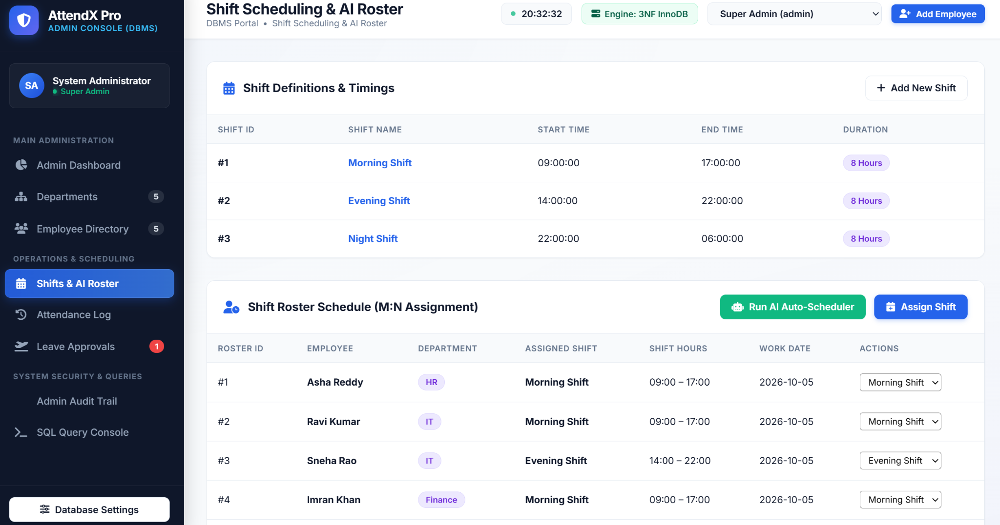 AttendX Pro
ADMIN CONSOLE (DBMS)
SA
System Administrator
Super Admin
MAIN ADMINISTRATION
Admin Dashboard
Departments 5
Employee Directory 5
OPERATIONS & SCHEDULING
Shifts & AI Roster
Attendance Log
Leave Approvals 1
SYSTEM SECURITY & QUERIES
Admin Audit Trail
SQL Query Console
Database Settings
Shift Scheduling & AI Roster
DBMS Portal • Shift Scheduling & AI Roster
20:32:32
Engine: 3NF InnoDB
Super Admin (admin)
Add Employee
Shift Definitions & Timings
+ Add New Shift
SHIFT ID SHIFT NAME START TIME END TIME DURATION
#1 Morning Shift 09:00:00 17:00:00 8 Hours
#2 Evening Shift 14:00:00 22:00:00 8 Hours
#3 Night Shift 22:00:00 06:00:00 8 Hours
Shift Roster Schedule (M:N Assignment)
Run AI Auto-Scheduler
Assign Shift
ROSTER ID EMPLOYEE DEPARTMENT ASSIGNED SHIFT SHIFT HOURS WORK DATE ACTIONS
#1 Asha Reddy HR Morning Shift 09:00 – 17:00 2026-10-05 Morning Shift
#2 Ravi Kumar IT Morning Shift 09:00 – 17:00 2026-10-05 Morning Shift
#3 Sneha Rao IT Evening Shift 14:00 – 22:00 2026-10-05 Evening Shift
#4 Imran Khan Finance Morning Shift 09:00 – 17:00 2026-10-05 Morning Shift